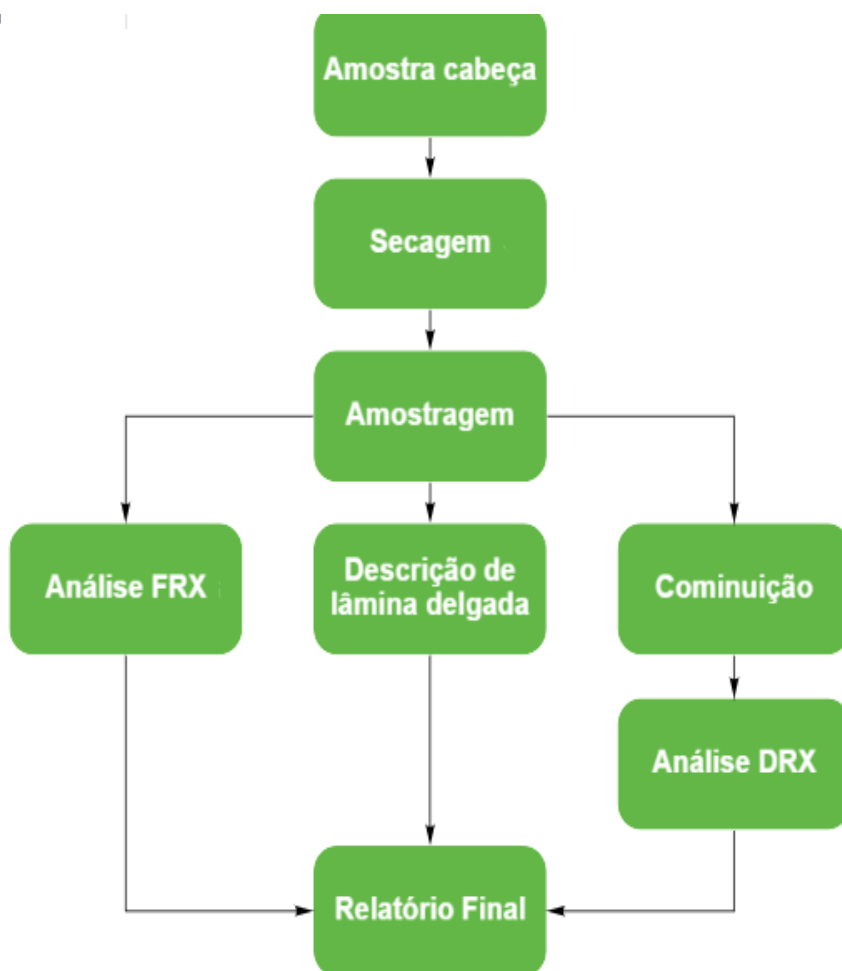 Amostra cabeça
Secagem
Amostragem
Análise FRX
Descrição de
lâmina delgada
Cominuição
Análise DRX
Relatório Final